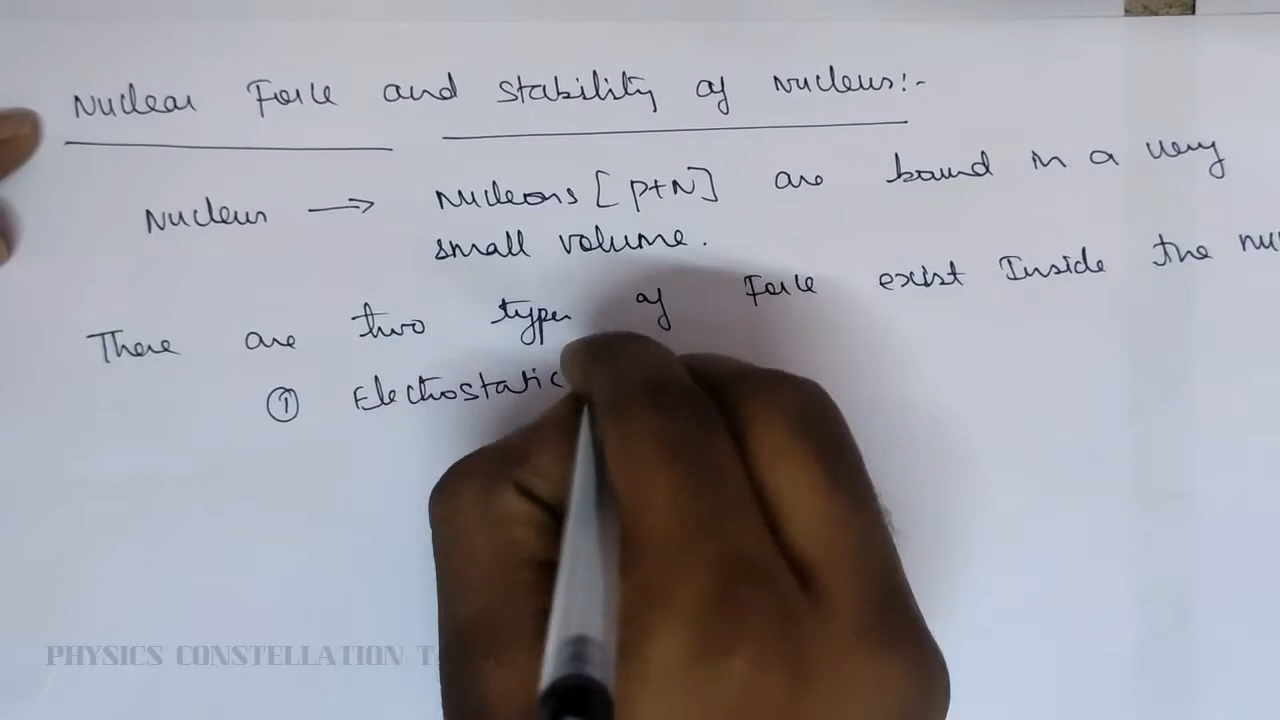 Nuclear Force and stability of Nucleus:-
Nucleus → Nucleons [P+N] are bound in a very
small volume.
There are two types of Force exist Inside the nu
① Electrostatic
PHYSICS CONSTELLATION T